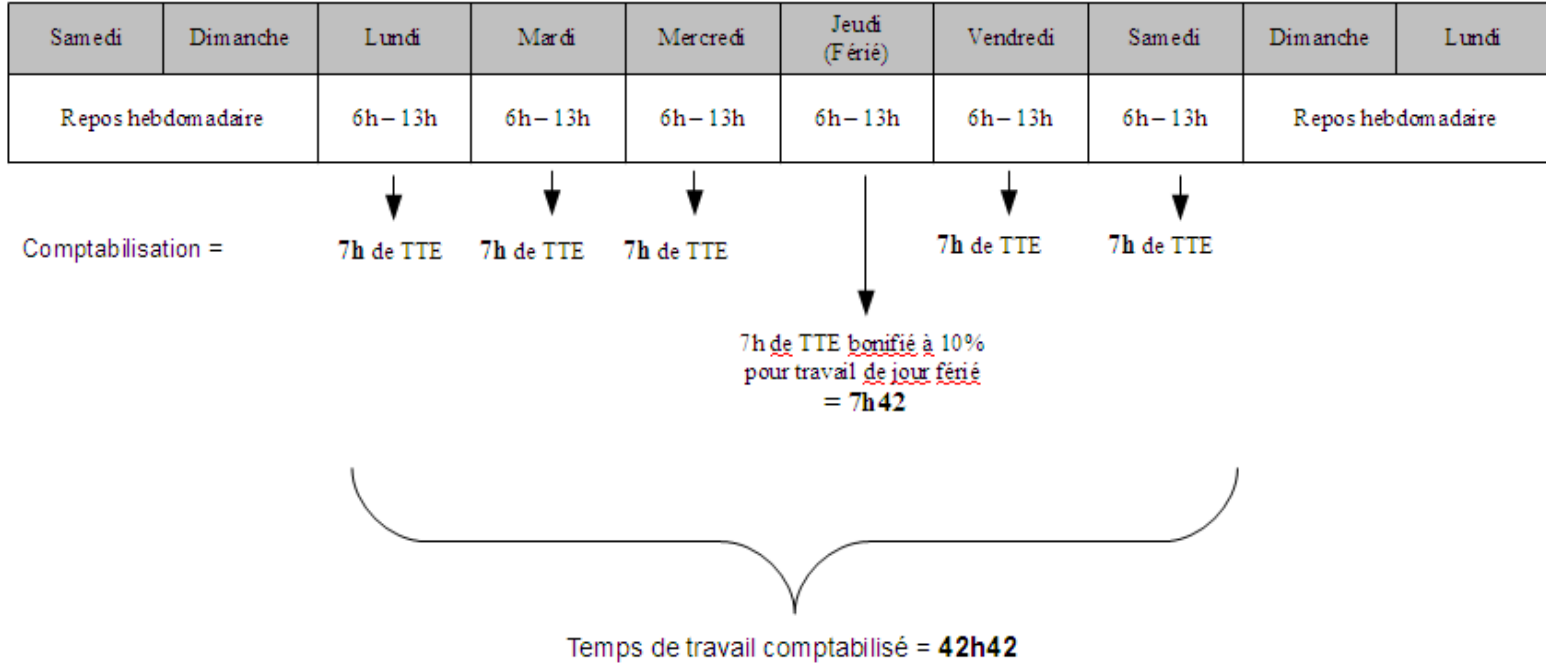 Samedi Dimanche Lundi Mardi Mercredi Jeudi (Férié) Vendredi Samedi Dimanche Lundi
Repos hebdomadaire 6h – 13h 6h – 13h 6h – 13h 6h – 13h 6h – 13h 6h – 13h Repos hebdomadaire
Comptabilisation = 7h de TTE 7h de TTE 7h de TTE 7h de TTE 7h de TTE
7h de TTE bonifié à 10%
pour travail de jour férié
= 7h42
Temps de travail comptabilisé = 42h42